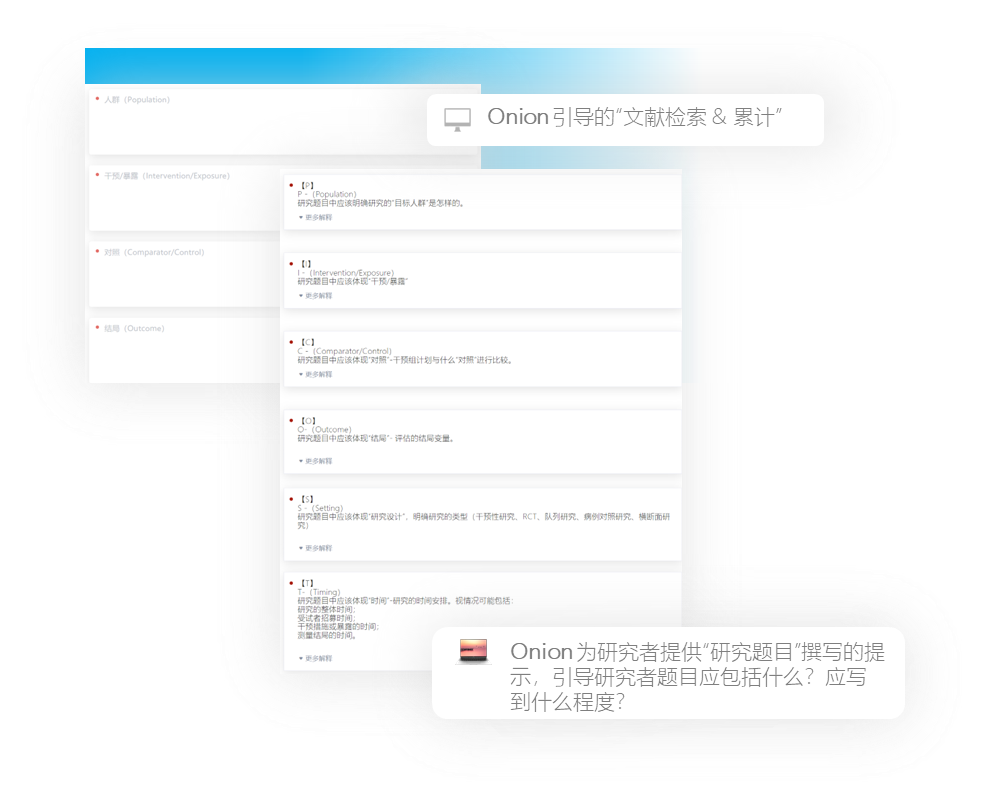 * 人群（Population）
Onion 引导的“文献检索 & 累计”
* 干预/暴露（Intervention/Exposure）
* 对照（Comparator/Control）
* 结局（Outcome）
• 【P】
P -（Population）
研究题目中应该明确研究的“目标人群”是怎样的。
▾ 更多解释
• 【I】
I -（Intervention/Exposure）
研究题目中应该体现“干预/暴露”
▾ 更多解释
• 【C】
C -（Comparator/Control）
研究题目中应该体现“对照”-干预组计划与什么“对照”进行比较。
▾ 更多解释
• 【O】
O-（Outcome）
研究题目中应该体现“结局”- 评估的结局变量。
▾ 更多解释
• 【S】
S -（Setting）
研究题目中应该体现“研究设计”，明确研究的类型（干预性研究、RCT、队列研究、病例对照研究、横断面研
究）
▾ 更多解释
• 【T】
T-（Timing）
研究题目中应该体现“时间”-研究的时间安排。视情况可能包括：
研究的整体时间；
受试者招募时间；
干预措施或暴露的时间；
测量结局的时间。
▾ 更多解释
Onion 为研究者提供“研究题目”撰写的提
示，引导研究者题目应包括什么？应写
到什么程度？